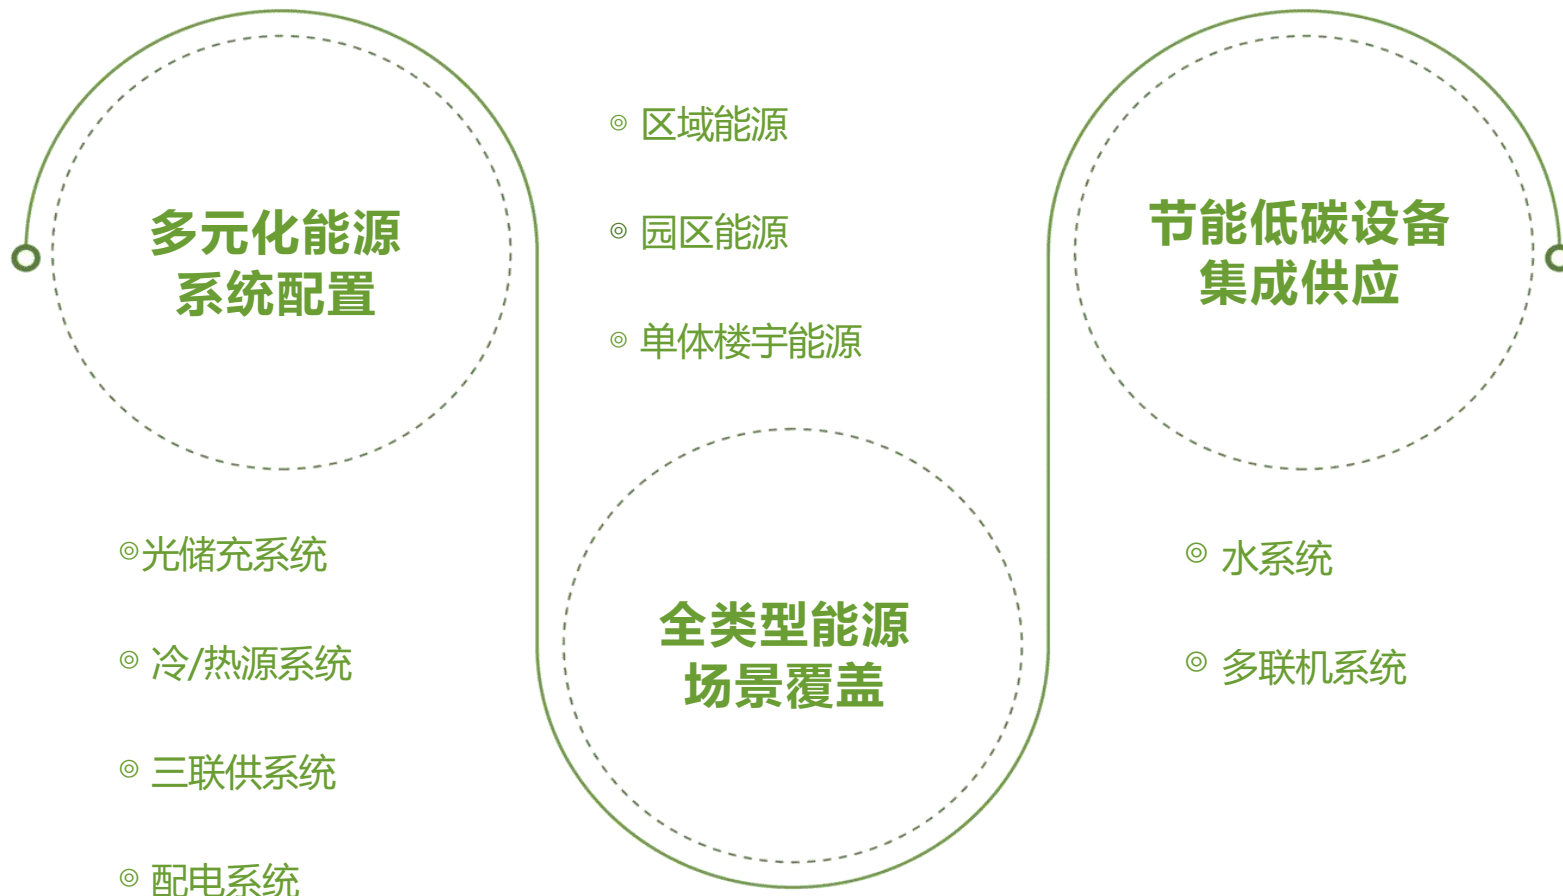 多元化能源
系统配置
◎光储充系统
◎ 冷/热源系统
◎ 三联供系统
◎ 配电系统
◎ 区域能源
◎ 园区能源
◎ 单体楼宇能源
全类型能源
场景覆盖
节能低碳设备
集成供应
◎ 水系统
◎ 多联机系统